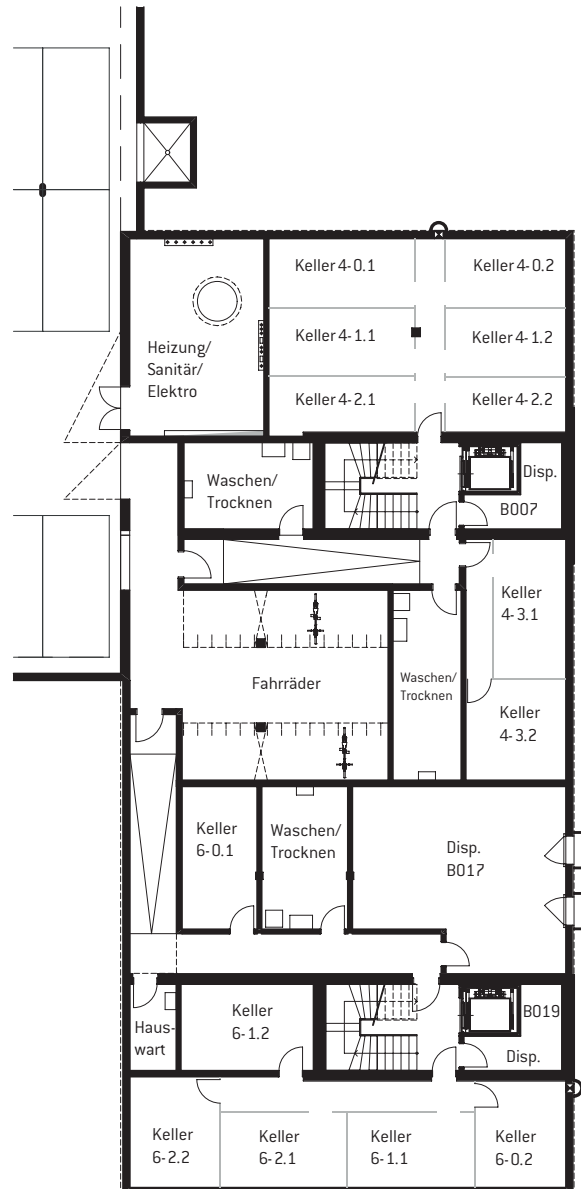 Keller 4-0.1
Keller 4-0.2
Heizung/
Sanitär/
Elektro
Keller 4-1.1
Keller 4-1.2
Keller 4-2.1
Keller 4-2.2
Waschen/
Trocknen
Disp.
B007
Keller
4-3.1
Fahrräder
Waschen/
Trocknen
Keller
4-3.2
Keller
6-0.1
Waschen/
Trocknen
Disp.
B017
Haus-
wart
Keller
6-1.2
B019
Disp.
Keller
6-2.2
Keller
6-2.1
Keller
6-1.1
Keller
6-0.2